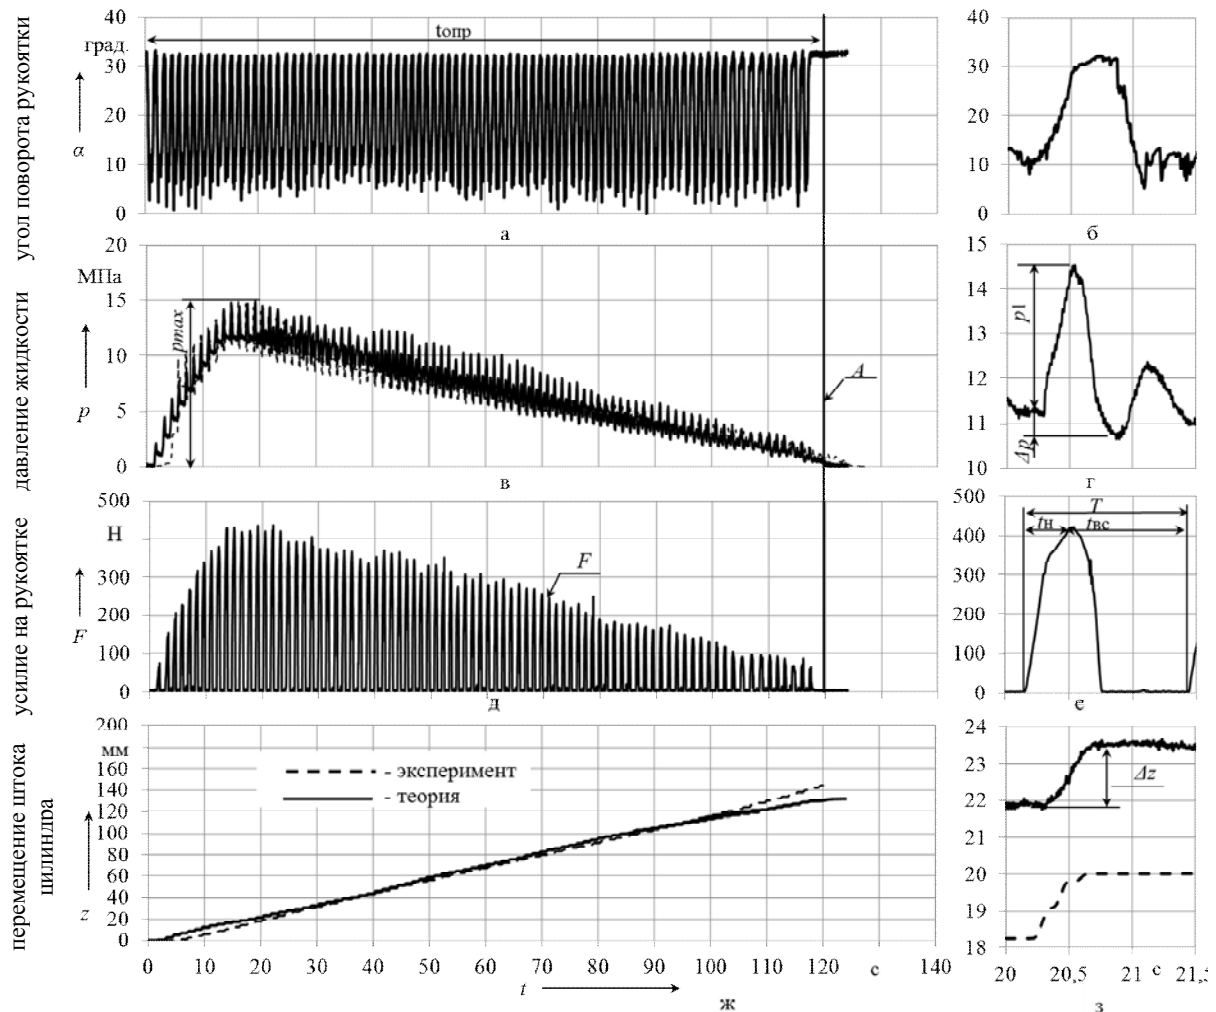 угол поворота рукоятки
40
град.
30
20
α
10
0
tопр
а
40
30
20
10
0
б
давление жидкости
20
МПа
15
10
p
5
0
pmax
A
в
15
14
13
12
11
10
p1
Δp
г
усилие на рукоятке
500
Н
300
200
F
100
0
F
д
500
400
300
200
100
0
T
tн
tвс
е
перемещение штока
цилиндра
200
мм
160
140
120
100
80
60
40
z
20
0
- эксперимент
- теория
0 10 20 30 40 50 60 70 80 90 100 110 120 с 140
t
ж
24
23
22
21
20
19
18
Δz
20 20,5 21 с 21,5
з